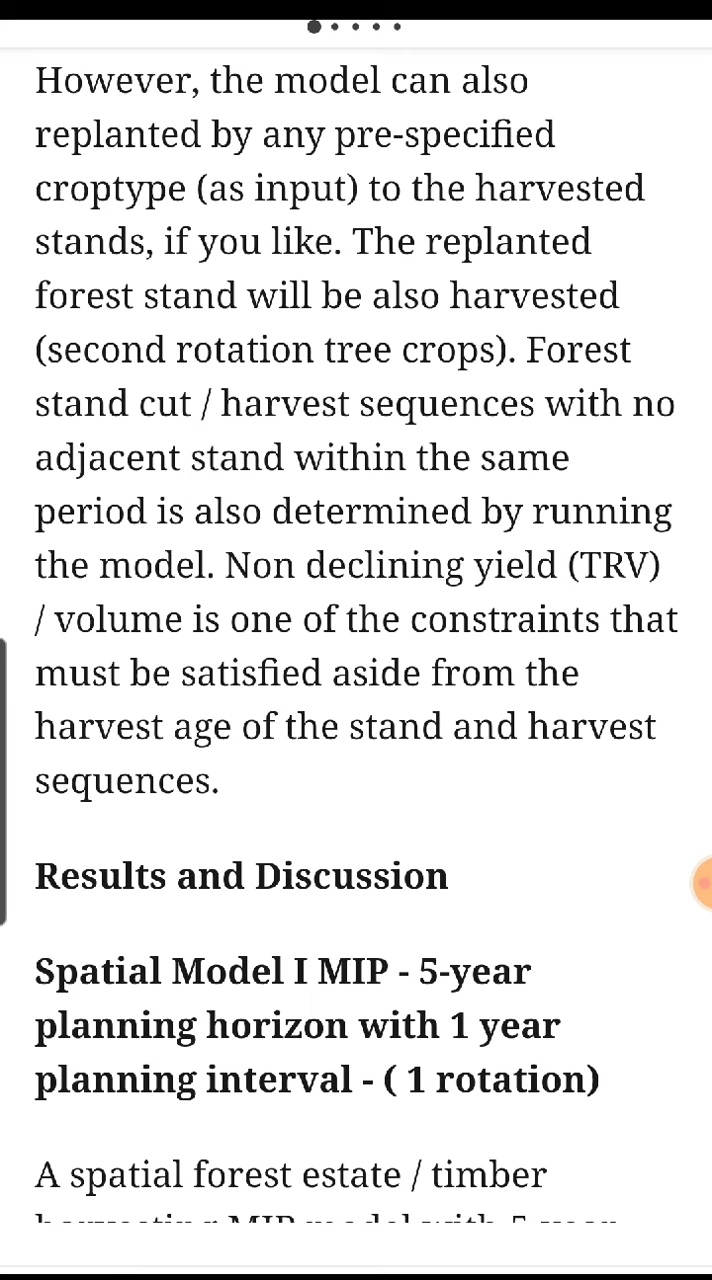 However, the model can also
replanted by any pre-specified
croptype (as input) to the harvested
stands, if you like. The replanted
forest stand will be also harvested
(second rotation tree crops). Forest
stand cut / harvest sequences with no
adjacent stand within the same
period is also determined by running
the model. Non declining yield (TRV)
/ volume is one of the constraints that
must be satisfied aside from the
harvest age of the stand and harvest
sequences.
Results and Discussion
Spatial Model I MIP - 5-year
planning horizon with 1 year
planning interval - ( 1 rotation)
A spatial forest estate / timber